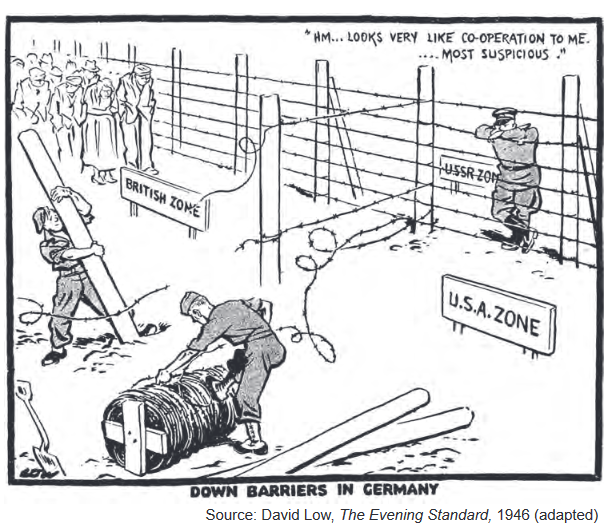 "HM... LOOKS VERY LIKE CO-OPERATION TO ME.
.... MOST SUSPICIOUS."
BRITISH ZONE
USSR ZON
U.S.A. ZONE
LOW
DOWN BARRIERS IN GERMANY
Source: David Low, The Evening Standard, 1946 (adapted)